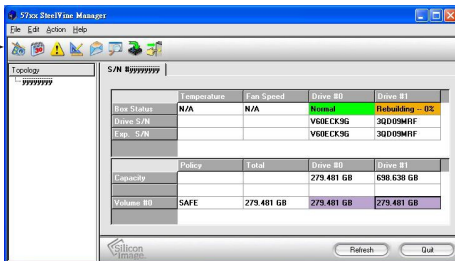 57xx SteelVine Manager
File Edit Action Help
Topology
ÿÿÿÿÿÿÿÿ
S/N #ÿÿÿÿÿÿÿÿ
Temperature Fan Speed Drive #0 Drive #1
Box Status N/A N/A Normal Rebuilding -- 0%
Drive S/N V60ECK9G 3QD09MRF
Exp. S/N V60ECK9G 3QD09MRF
Policy Total Drive #0 Drive #1
Capacity 279.481 GB 698.638 GB
Volume #0 SAFE 279.481 GB 279.481 GB 279.481 GB
Silicon Image
Refresh Quit